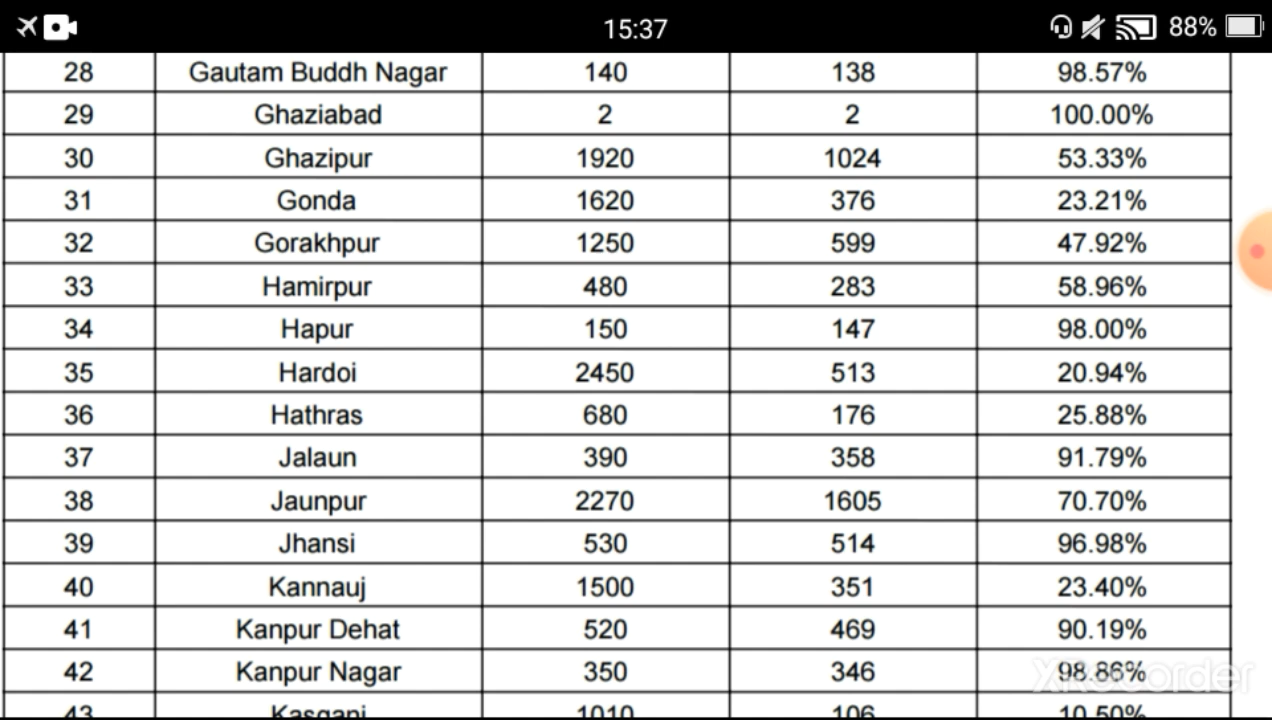 15:37 88%
28 Gautam Buddh Nagar 140 138 98.57%
29 Ghaziabad 2 2 100.00%
30 Ghazipur 1920 1024 53.33%
31 Gonda 1620 376 23.21%
32 Gorakhpur 1250 599 47.92%
33 Hamirpur 480 283 58.96%
34 Hapur 150 147 98.00%
35 Hardoi 2450 513 20.94%
36 Hathras 680 176 25.88%
37 Jalaun 390 358 91.79%
38 Jaunpur 2270 1605 70.70%
39 Jhansi 530 514 96.98%
40 Kannauj 1500 351 23.40%
41 Kanpur Dehat 520 469 90.19%
42 Kanpur Nagar 350 346 98.86%
XRecorder
43 Kasganj 1010 106 10.50%